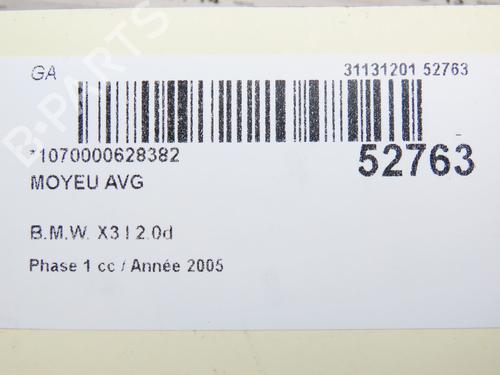 GA 31131201 52763
*1070000628382 52763
MOYEU AVG
B.M.W. X3 I 2.0d
Phase 1 cc / Année 2005
B-PARTS